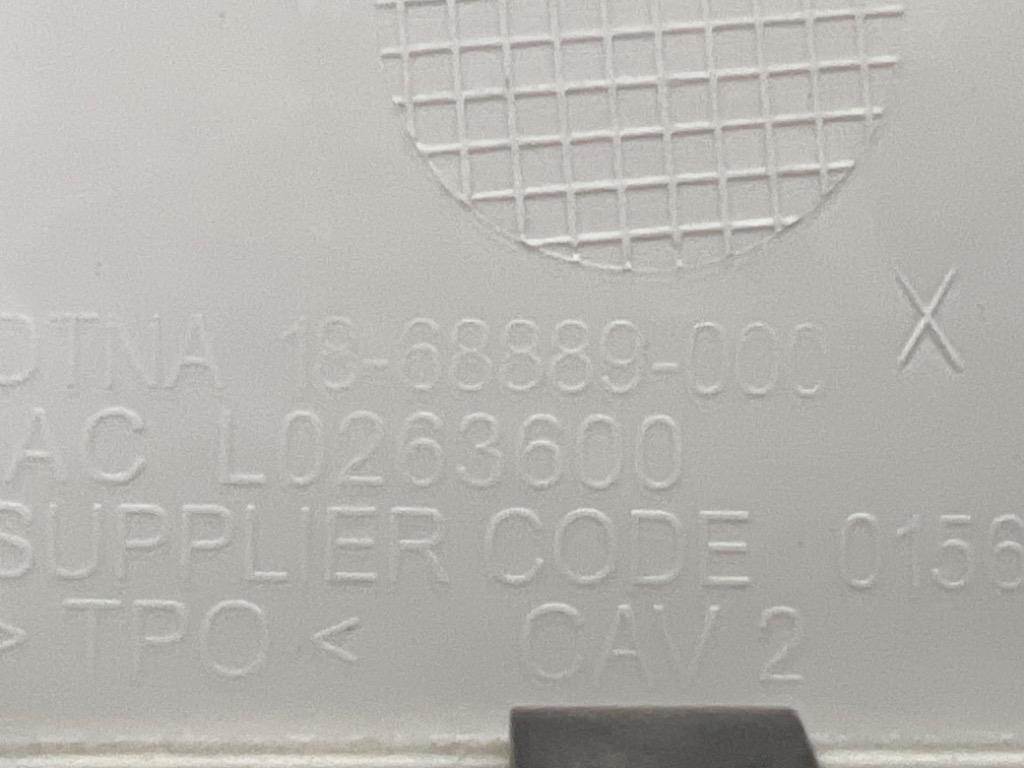 DTNA 18-68889-000 X
AC L0263600
SUPPLIER CODE 0156
> TPO < CAV 2